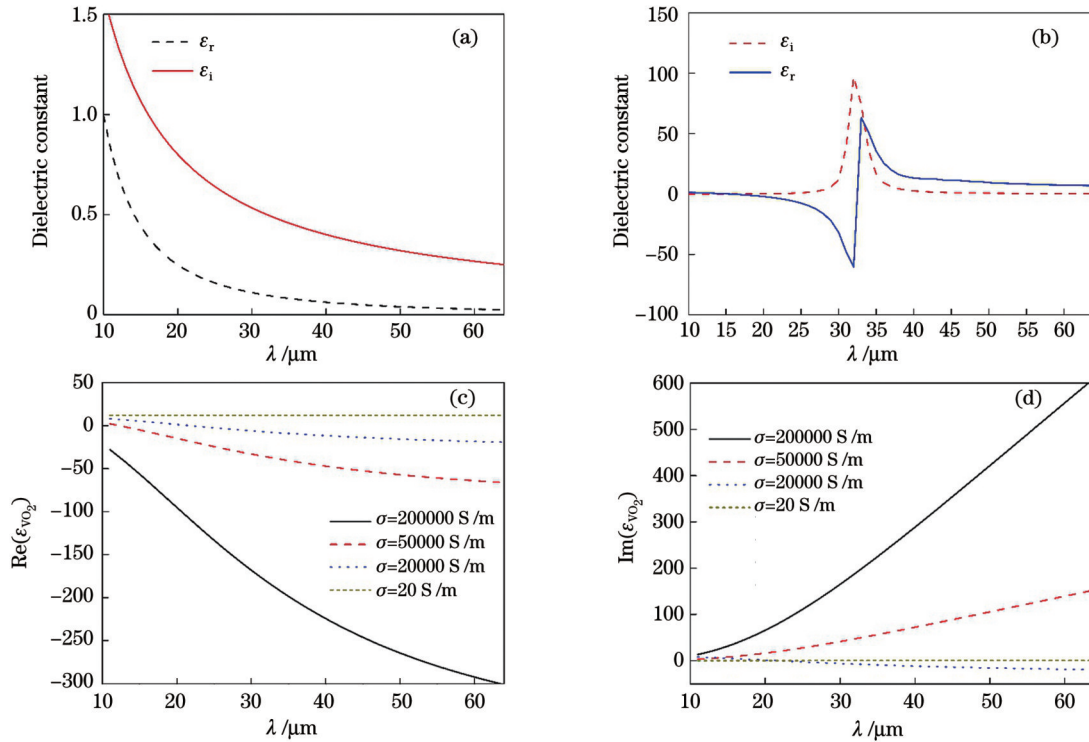 (a)
εr
εi
Dielectric constant
1.5
1.0
0.5
0
10 20 30 40 50 60
λ /μm
(b)
εi
εr
Dielectric constant
150
100
50
0
−50
−100
10 15 20 25 30 35 40 45 50 55 60
λ /μm
(c)
Re(εVO2)
50
0
−50
−100
−150
−200
−250
−300
σ=200000 S /m
σ=50000 S /m
σ=20000 S /m
σ=20 S /m
10 20 30 40 50 60
λ /μm
(d)
Im(εVO2)
600
500
400
300
200
100
0
σ=200000 S /m
σ=50000 S /m
σ=20000 S /m
σ=20 S /m
10 20 30 40 50 60
λ /μm